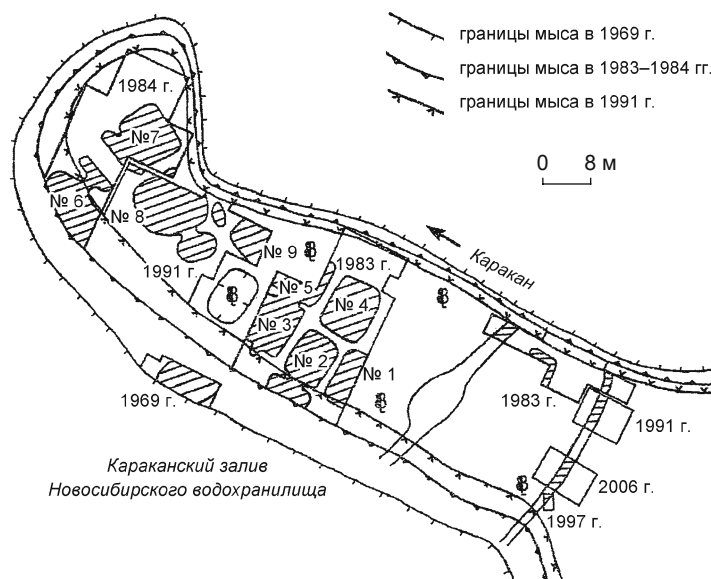 границы мыса в 1969 г.
границы мыса в 1983–1984 гг.
границы мыса в 1991 г.
0 8 м
1984 г.
№7
№ 6
№ 8
№ 9
1991 г.
1983 г.
№ 5
№ 4
№ 3
№ 2
№ 1
Каракан
1969 г.
1983 г.
1991 г.
2006 г.
1997 г.
Караканский залив
Новосибирского водохранилища